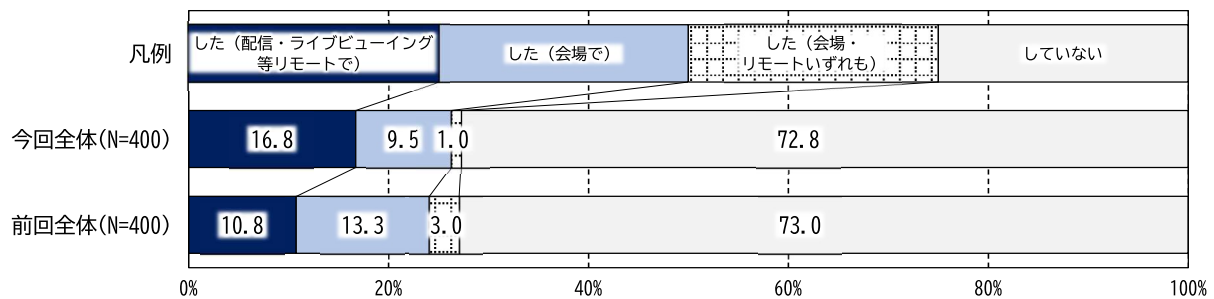 凡例
した（配信・ライブビューイング
等リモートで）
した（会場で）
した（会場・
リモートいずれも）
していない
今回全体(N=400)
16.8
9.5
1.0
72.8
前回全体(N=400)
10.8
13.3
3.0
73.0
0%
20%
40%
60%
80%
100%